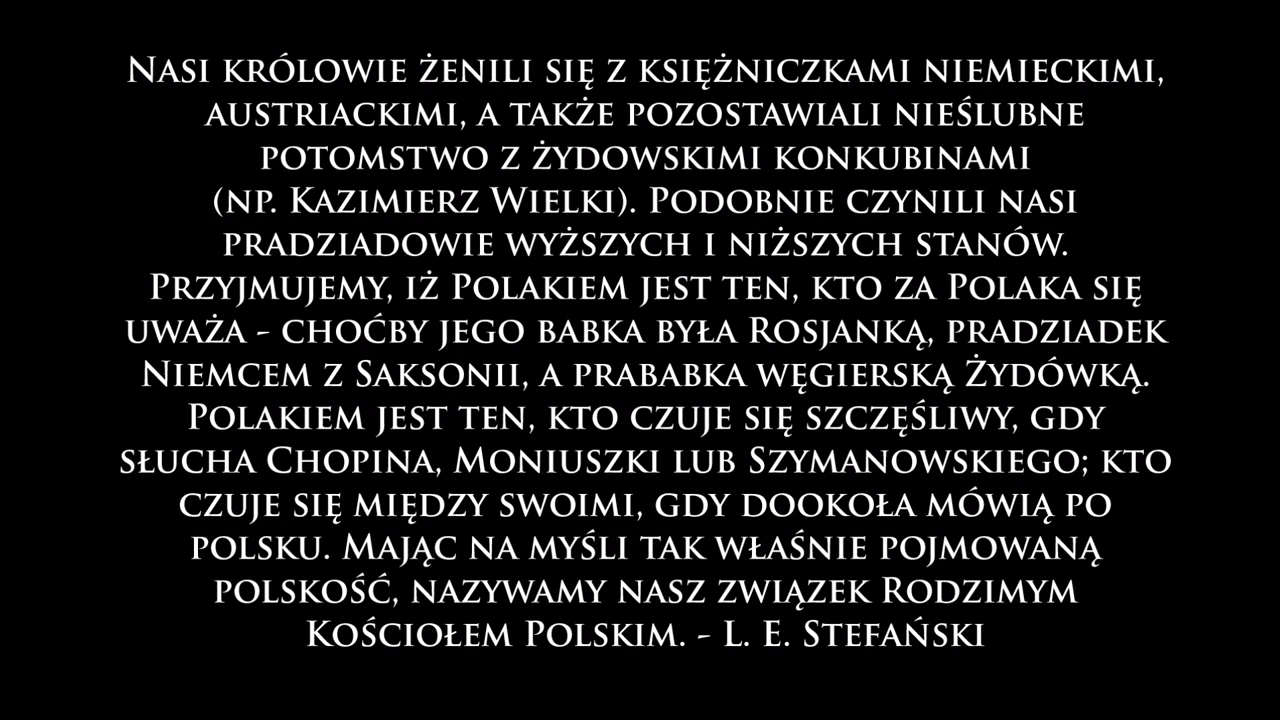 Nasi królowie żenili się z księżniczkami niemieckimi,
austriackimi, a także pozostawiali nieślubne
potomstwo z żydowskimi konkubinami
(np. Kazimierz Wielki). Podobnie czynili nasi
pradziadowie wyższych i niższych stanów.
Przyjmujemy, iż Polakiem jest ten, kto za Polaka się
uważa - choćby jego babka była Rosjanką, pradziadek
Niemcem z Saksonii, a prababka węgierską Żydówką.
Polakiem jest ten, kto czuje się szczęśliwy, gdy
słucha Chopina, Moniuszki lub Szymanowskiego; kto
czuje się między swoimi, gdy dookoła mówią po
polsku. Mając na myśli tak właśnie pojmowaną
polskość, nazywamy nasz związek Rodzimym
Kościołem Polskim. - L. E. Stefański